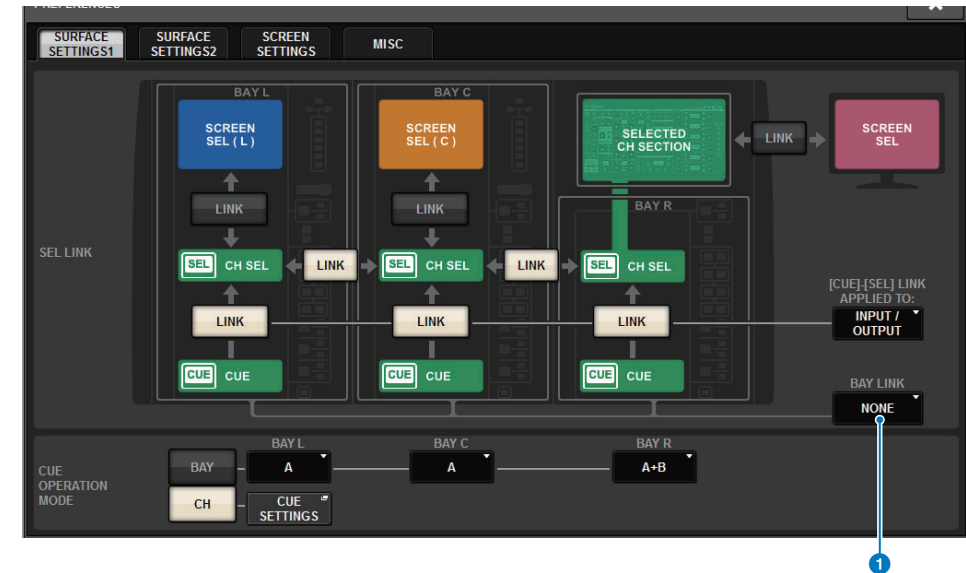 PREFERENCES
SURFACE
SETTINGS1
SURFACE
SETTINGS2
SCREEN
SETTINGS
MISC
BAY L
BAY C
SCREEN
SEL ( L )
SCREEN
SEL ( C )
SELECTED
CH SECTION
LINK
SCREEN
SEL
LINK
LINK
BAY R
SEL LINK
SEL CH SEL
LINK
SEL CH SEL
LINK
SEL CH SEL
[CUE]-[SEL] LINK
APPLIED TO:
INPUT /
OUTPUT
LINK
LINK
LINK
CUE CUE
CUE CUE
CUE CUE
BAY LINK
NONE
CUE
OPERATION
MODE
BAY L
BAY C
BAY R
BAY
A
A
A+B
CH
CUE
SETTINGS
1